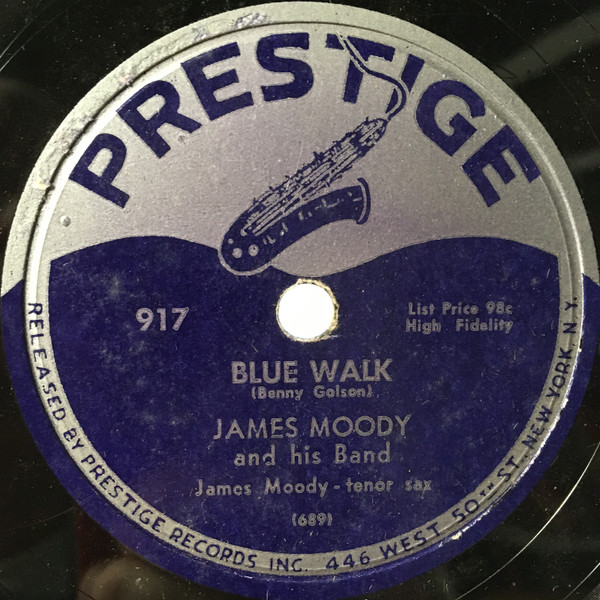 PRESTIGE
917
List Price 98c
High Fidelity
BLUE WALK
(Benny Golson)
JAMES MOODY
and his Band
James Moody - tenor sax
(689)
RELEASED BY PRESTIGE RECORDS INC. 446 WEST 50TH ST. NEW YORK, N.Y.